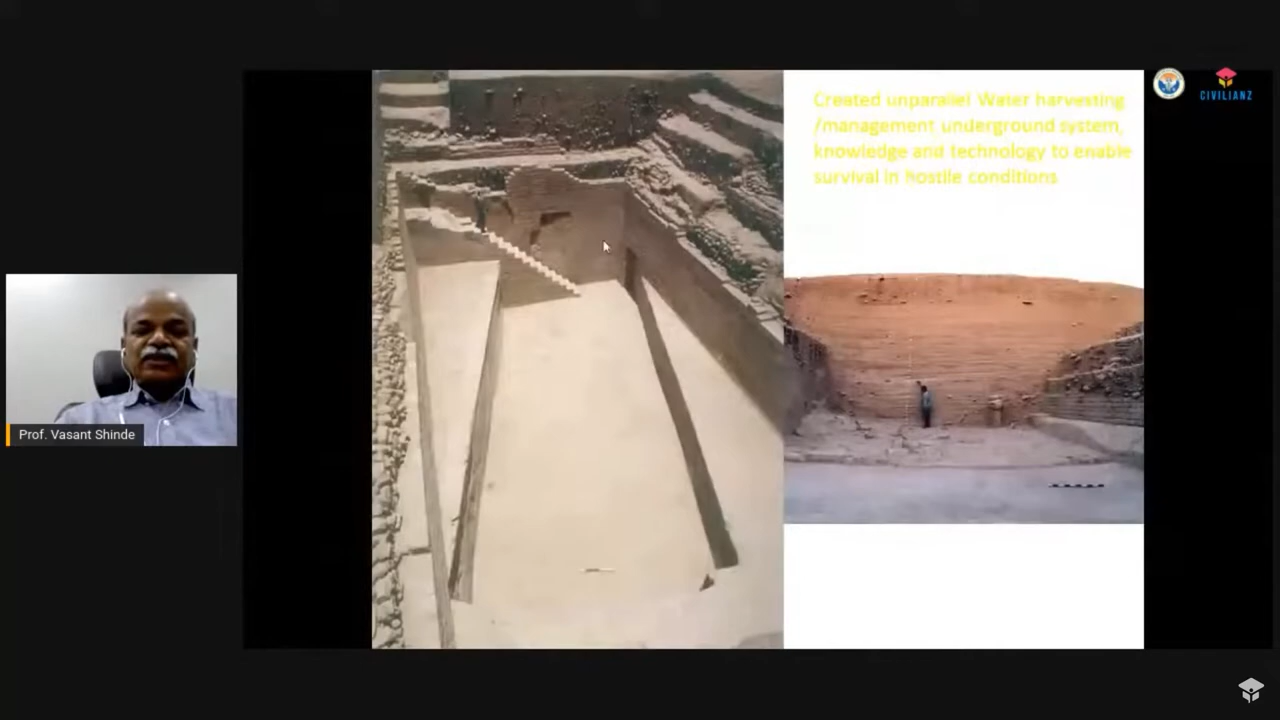 Created unparallel Water harvesting
/management underground system,
knowledge and technology to enable
survival in hostile conditions
CIVILIANZ
Prof. Vasant Shinde